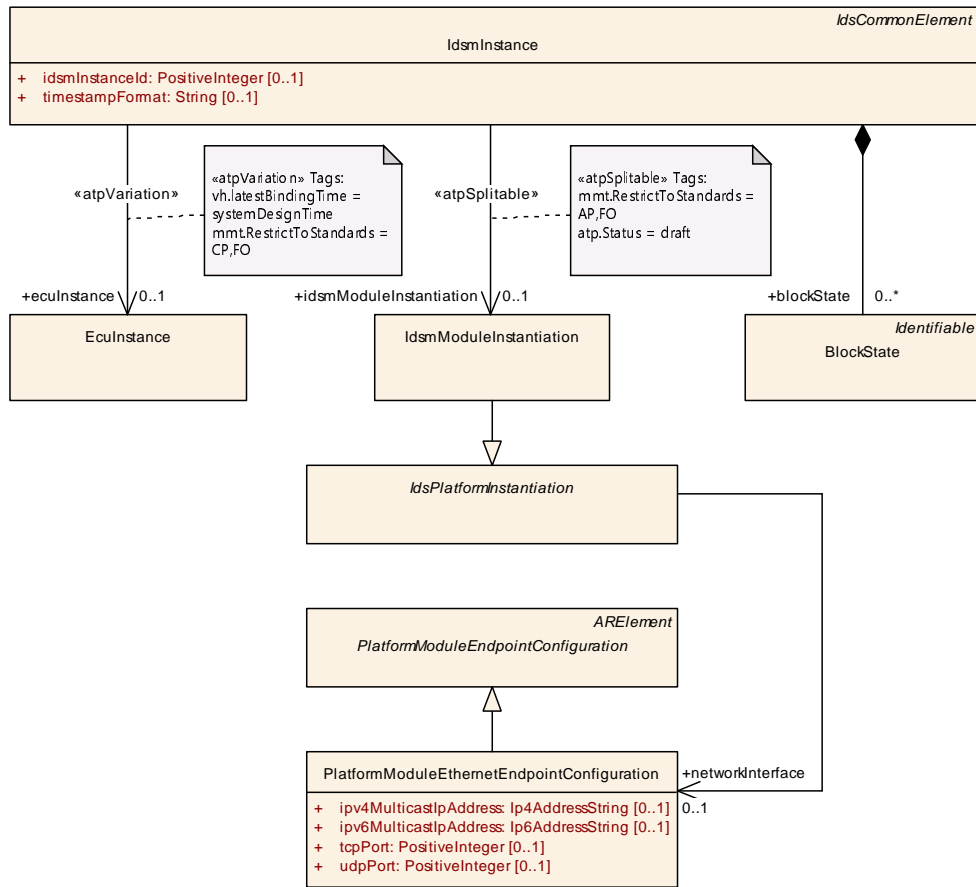 IdsCommonElement
IdsmInstance
+ idsmInstanceId: PositiveInteger [0..1]
+ timestampFormat: String [0..1]
«atpVariation»
«atpVariation» Tags:
vh.latestBindingTime =
systemDesignTime
mmt.RestrictToStandards =
CP,FO
«atpSplitable»
«atpSplitable» Tags:
mmt.RestrictToStandards =
AP,FO
atp.Status = draft
+ecuInstance 0..1
+idsmModuleInstantiation 0..1
+blockState 0..*
EcuInstance
IdsmModuleInstantiation
Identifiable
BlockState
IdsPlatformInstantiation
ARElement
PlatformModuleEndpointConfiguration
PlatformModuleEthernetEndpointConfiguration
+networkInterface
0..1
+ ipv4MulticastIpAddress: Ip4AddressString [0..1]
+ ipv6MulticastIpAddress: Ip6AddressString [0..1]
+ tcpPort: PositiveInteger [0..1]
+ udpPort: PositiveInteger [0..1]